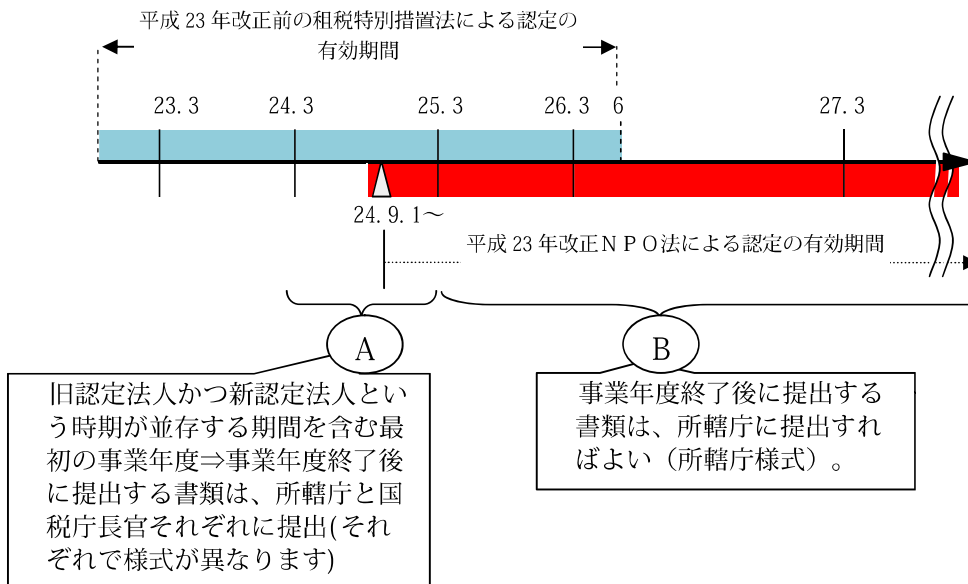 平成 23 年改正前の租税特別措置法による認定の
有効期間
23. 3
24. 3
25. 3
26. 3
6
27. 3
24. 9. 1～
平成 23 年改正ＮＰＯ法による認定の有効期間
A
B
旧認定法人かつ新認定法人とい
う時期が並存する期間を含む最
初の事業年度⇒事業年度終了後
に提出する書類は、所轄庁と国
税庁長官それぞれに提出(それ
ぞれで様式が異なります)
事業年度終了後に提出する
書類は、所轄庁に提出すれ
ばよい（所轄庁様式）。